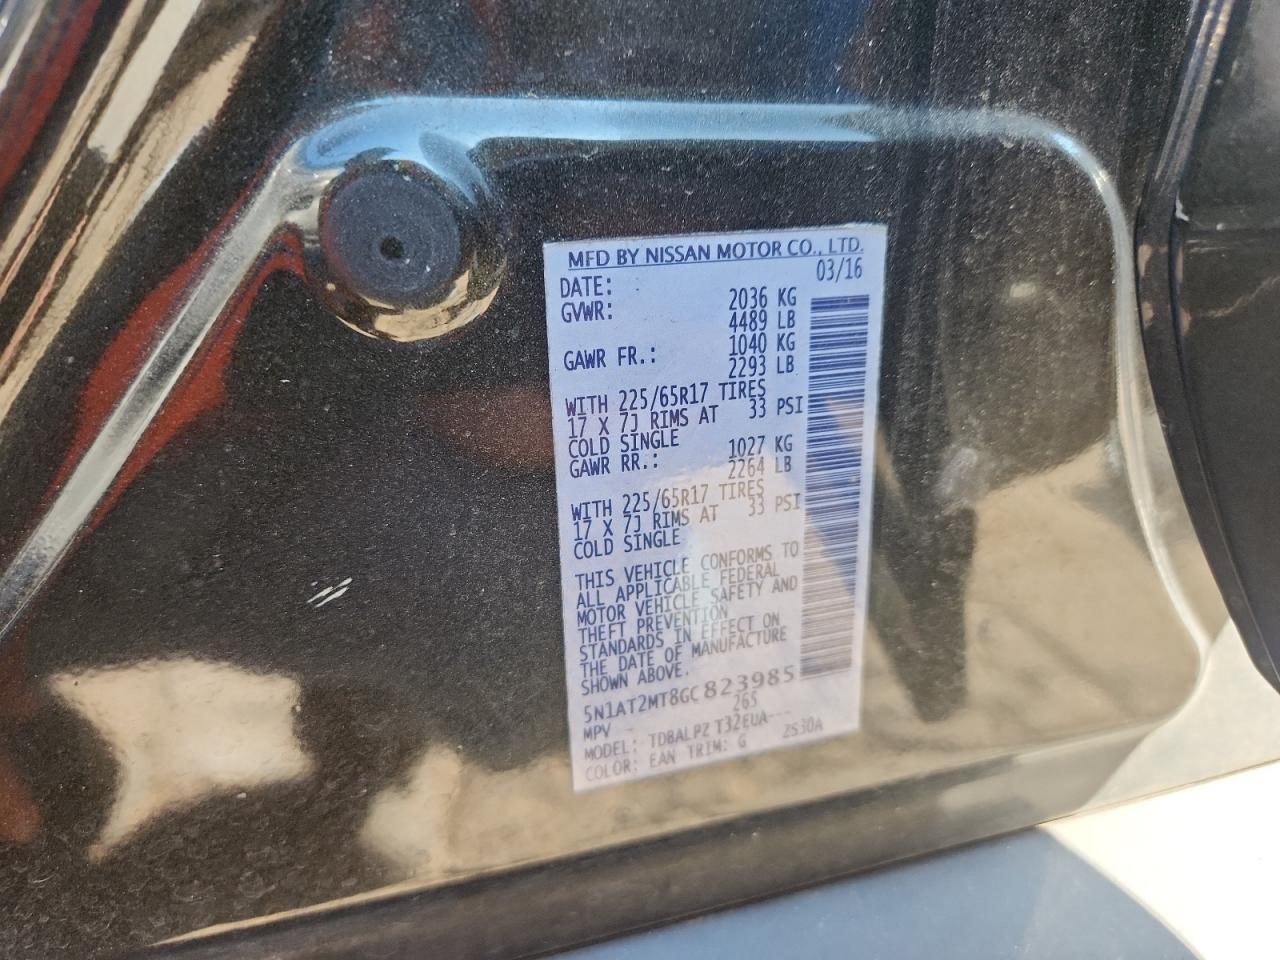 MFD BY NISSAN MOTOR CO., LTD.
DATE: 03/16
GVWR: 2036 KG
4489 LB
GAWR FR.: 1040 KG
2293 LB
WITH 225/65R17 TIRES
17 X 7J RIMS AT 33 PSI
COLD SINGLE
GAWR RR.: 1027 KG
2264 LB
WITH 225/65R17 TIRES
17 X 7J RIMS AT 33 PSI
COLD SINGLE
THIS VEHICLE CONFORMS TO
ALL APPLICABLE FEDERAL
MOTOR VEHICLE SAFETY AND
THEFT PREVENTION
STANDARDS IN EFFECT ON
THE DATE OF MANUFACTURE
SHOWN ABOVE.
5N1AT2MT8GC823985
MPV 265
MODEL: TDBALPZ T32EUA---
COLOR: EAN TRIM: G ZS30A